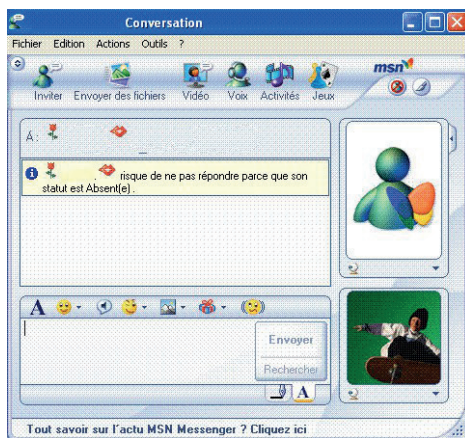 Conversation
Fichier Edition Actions Outils ?
Inviter Envoyer des fichiers Vidéo Voix Activités Jeux
msn
À :
risque de ne pas répondre parce que son
statut est Absent(e) .
A
Envoyer
Rechercher
A
Tout savoir sur l'actu MSN Messenger ? Cliquez ici